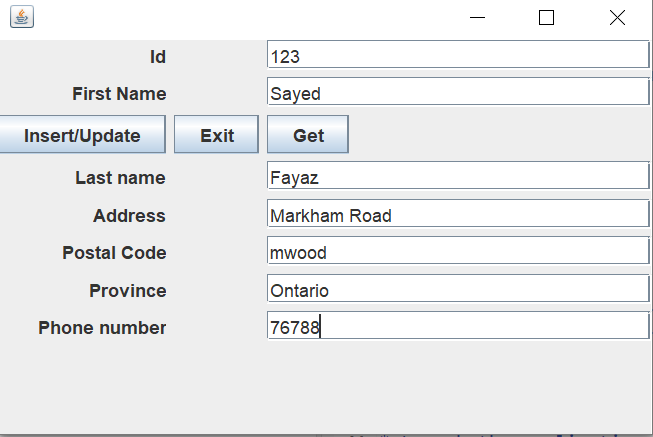 Id 123
First Name Sayed
Insert/Update Exit Get
Last name Fayaz
Address Markham Road
Postal Code mwood
Province Ontario
Phone number 76788